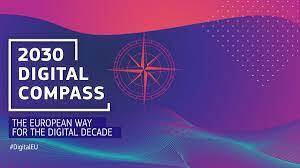 2030
DIGITAL
COMPASS
THE EUROPEAN WAY
FOR THE DIGITAL DECADE
#DigitalEU